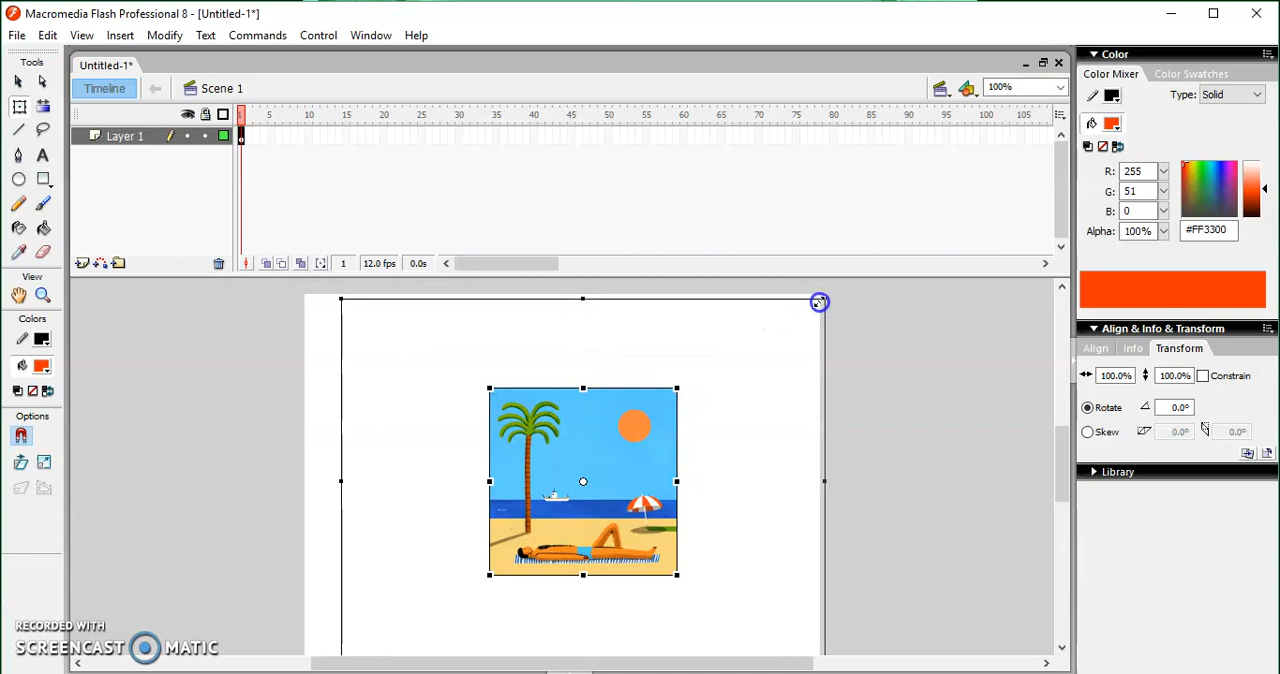 Macromedia Flash Professional 8 - [Untitled-1*]
File Edit View Insert Modify Text Commands Control Window Help
Tools
Untitled-1*
Timeline Scene 1 100%
1 5 10 15 20 25 30 35 40 45 50 55 60 65 70 75 80 85 90 95 100 105
Layer 1
1 12.0 fps 0.0s
View
Colors
Options
Color
Color Mixer Color Swatches
Type: Solid
R: 255
G: 51
B: 0
Alpha: 100% #FF3300
Align & Info & Transform
Align Info Transform
100.0% 100.0% Constrain
Rotate 0.0º
Skew 0.0º 0.0º
Library
RECORDED WITH
SCREENCAST MATIC